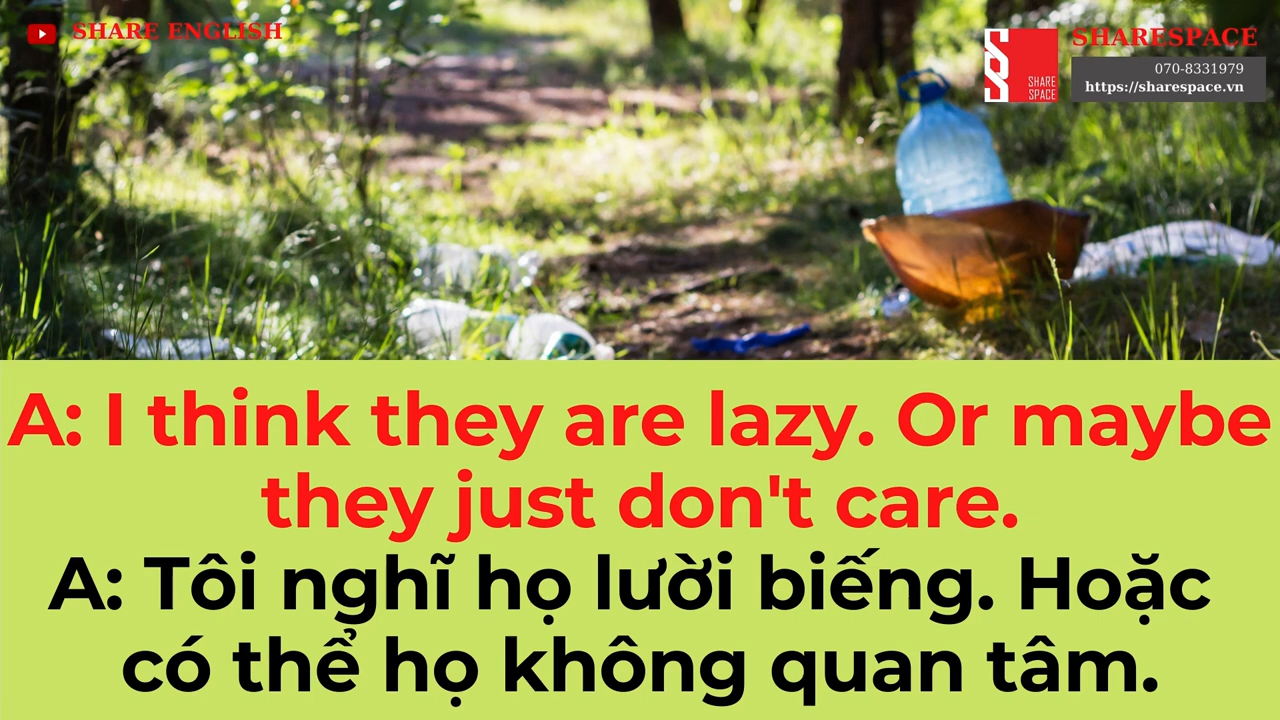 SHARE ENGLISH
SHARE
SPACE
SHARESPACE
070-8331979
https://sharespace.vn
A: I think they are lazy. Or maybe
they just don't care.
A: Tôi nghĩ họ lười biếng. Hoặc
có thể họ không quan tâm.